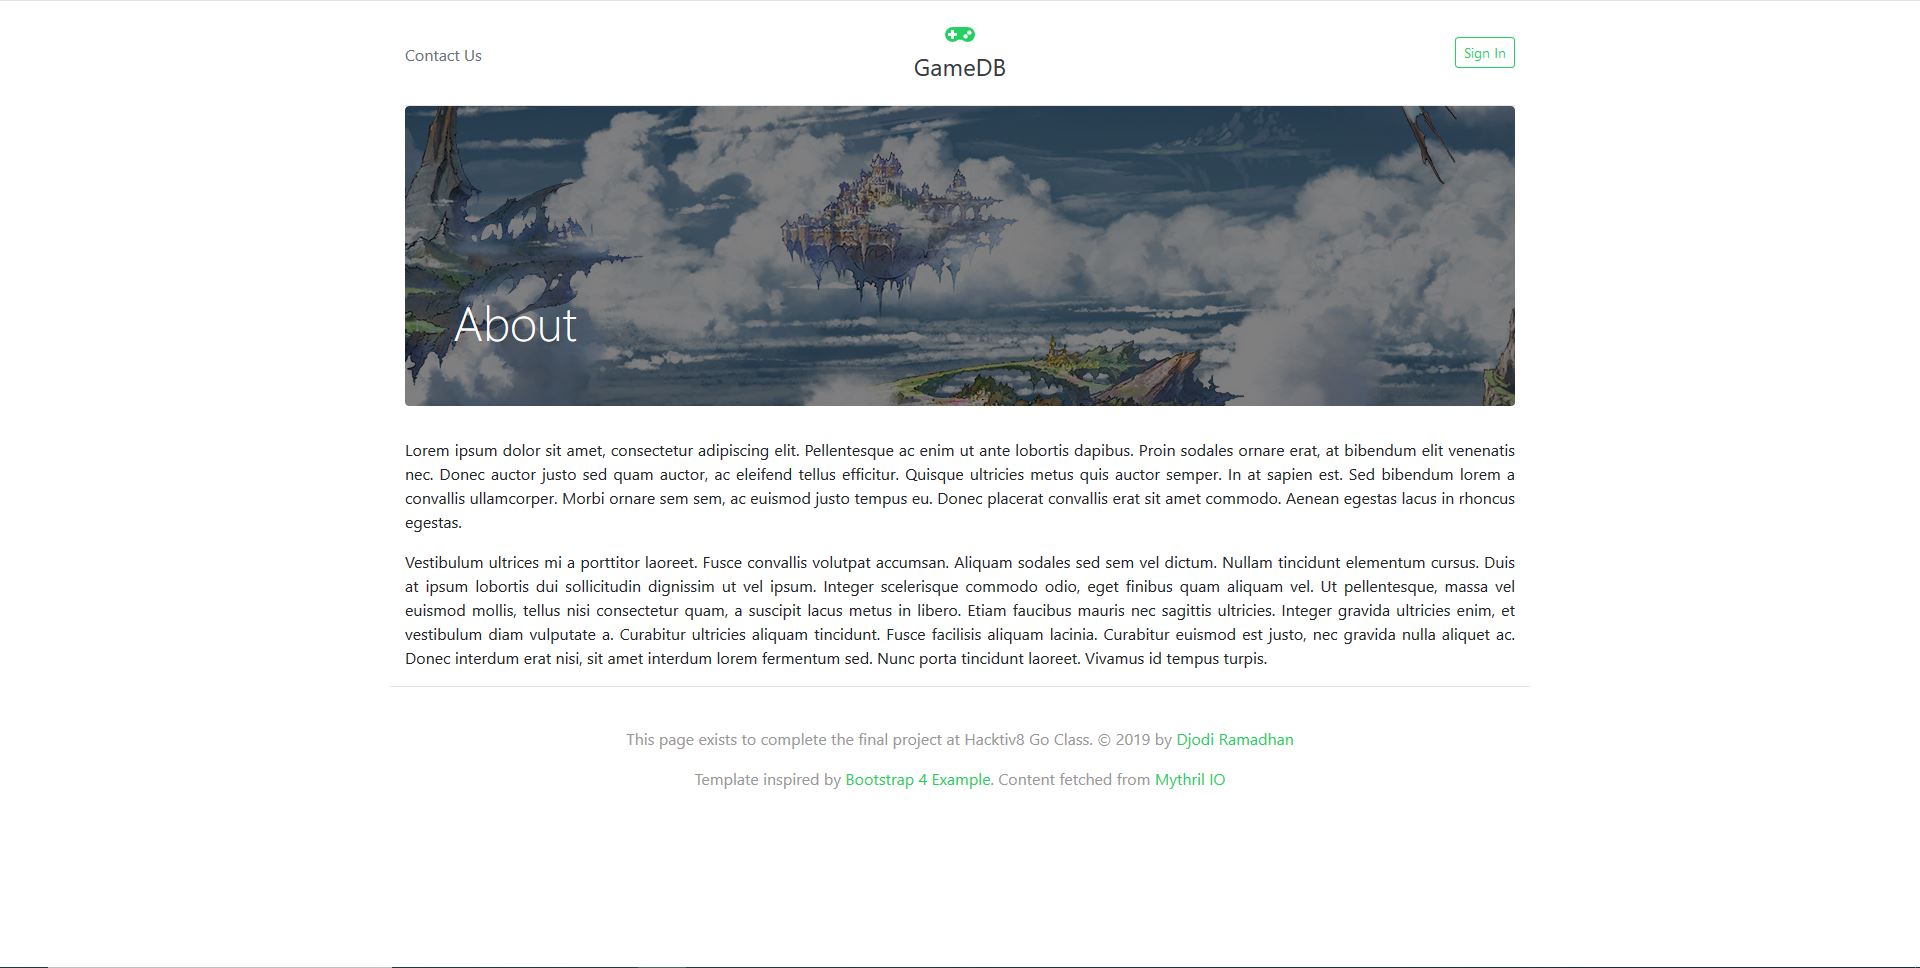 Contact Us
GameDB
Sign In
About
Lorem ipsum dolor sit amet, consectetur adipiscing elit. Pellentesque ac enim ut ante lobortis dapibus. Proin sodales ornare erat, at bibendum elit venenatis
nec. Donec auctor justo sed quam auctor, ac eleifend tellus efficitur. Quisque ultricies metus quis auctor semper. In at sapien est. Sed bibendum lorem a
convallis ullamcorper. Morbi ornare sem sem, ac euismod justo tempus eu. Donec placerat convallis erat sit amet commodo. Aenean egestas lacus in rhoncus
egestas.
Vestibulum ultrices mi a porttitor laoreet. Fusce convallis volutpat accumsan. Aliquam sodales sed sem vel dictum. Nullam tincidunt elementum cursus. Duis
at ipsum lobortis dui sollicitudin dignissim ut vel ipsum. Integer scelerisque commodo odio, eget finibus quam aliquam vel. Ut pellentesque, massa vel
euismod mollis, tellus nisi consectetur quam, a suscipit lacus metus in libero. Etiam faucibus mauris nec sagittis ultricies. Integer gravida ultricies enim, et
vestibulum diam vulputate a. Curabitur ultricies aliquam tincidunt. Fusce facilisis aliquam lacinia. Curabitur euismod est justo, nec gravida nulla aliquet ac.
Donec interdum erat nisi, sit amet interdum lorem fermentum sed. Nunc porta tincidunt laoreet. Vivamus id tempus turpis.
This page exists to complete the final project at Hacktiv8 Go Class. © 2019 by Djodi Ramadhan
Template inspired by Bootstrap 4 Example. Content fetched from Mythril IO